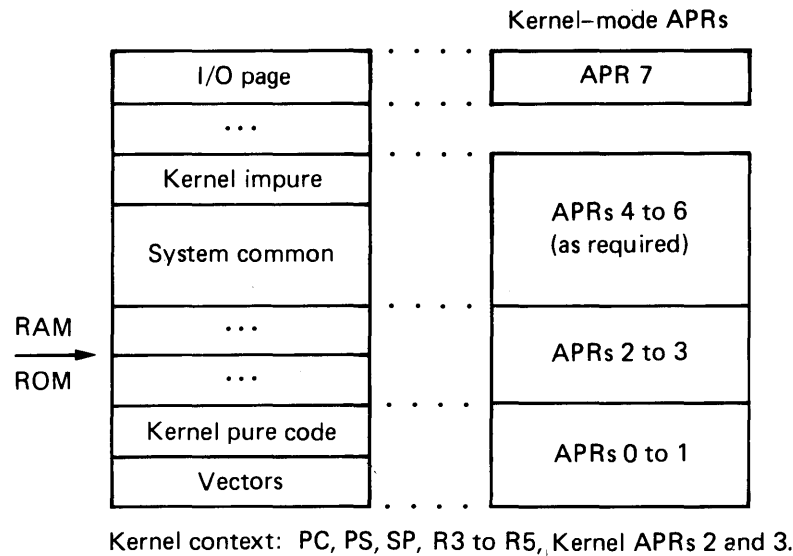 Kernel-mode APRs
I/O page
APR 7
...
Kernel impure
APRs 4 to 6
(as required)
System common
RAM
ROM
...
...
APRs 2 to 3
Kernel pure code
APRs 0 to 1
Vectors
Kernel context: PC, PS, SP, R3 to R5, Kernel APRs 2 and 3.